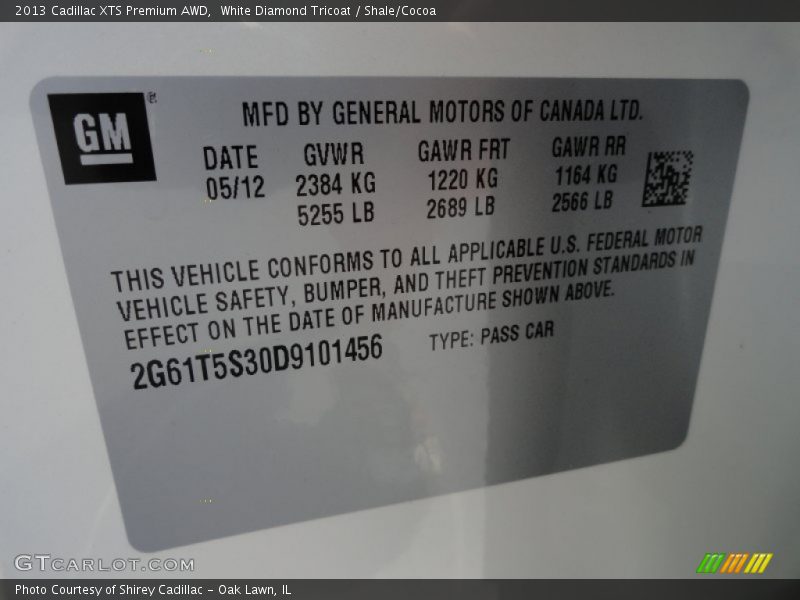 2013 Cadillac XTS Premium AWD, White Diamond Tricoat / Shale/Cocoa
GM®
MFD BY GENERAL MOTORS OF CANADA LTD.
DATE GVWR GAWR FRT GAWR RR
05/12 2384 KG 1220 KG 1164 KG
5255 LB 2689 LB 2566 LB
THIS VEHICLE CONFORMS TO ALL APPLICABLE U.S. FEDERAL MOTOR
VEHICLE SAFETY, BUMPER, AND THEFT PREVENTION STANDARDS IN
EFFECT ON THE DATE OF MANUFACTURE SHOWN ABOVE.
2G61T5S30D9101456 TYPE: PASS CAR
GTCARLOT.COM
Photo Courtesy of Shirey Cadillac - Oak Lawn, IL